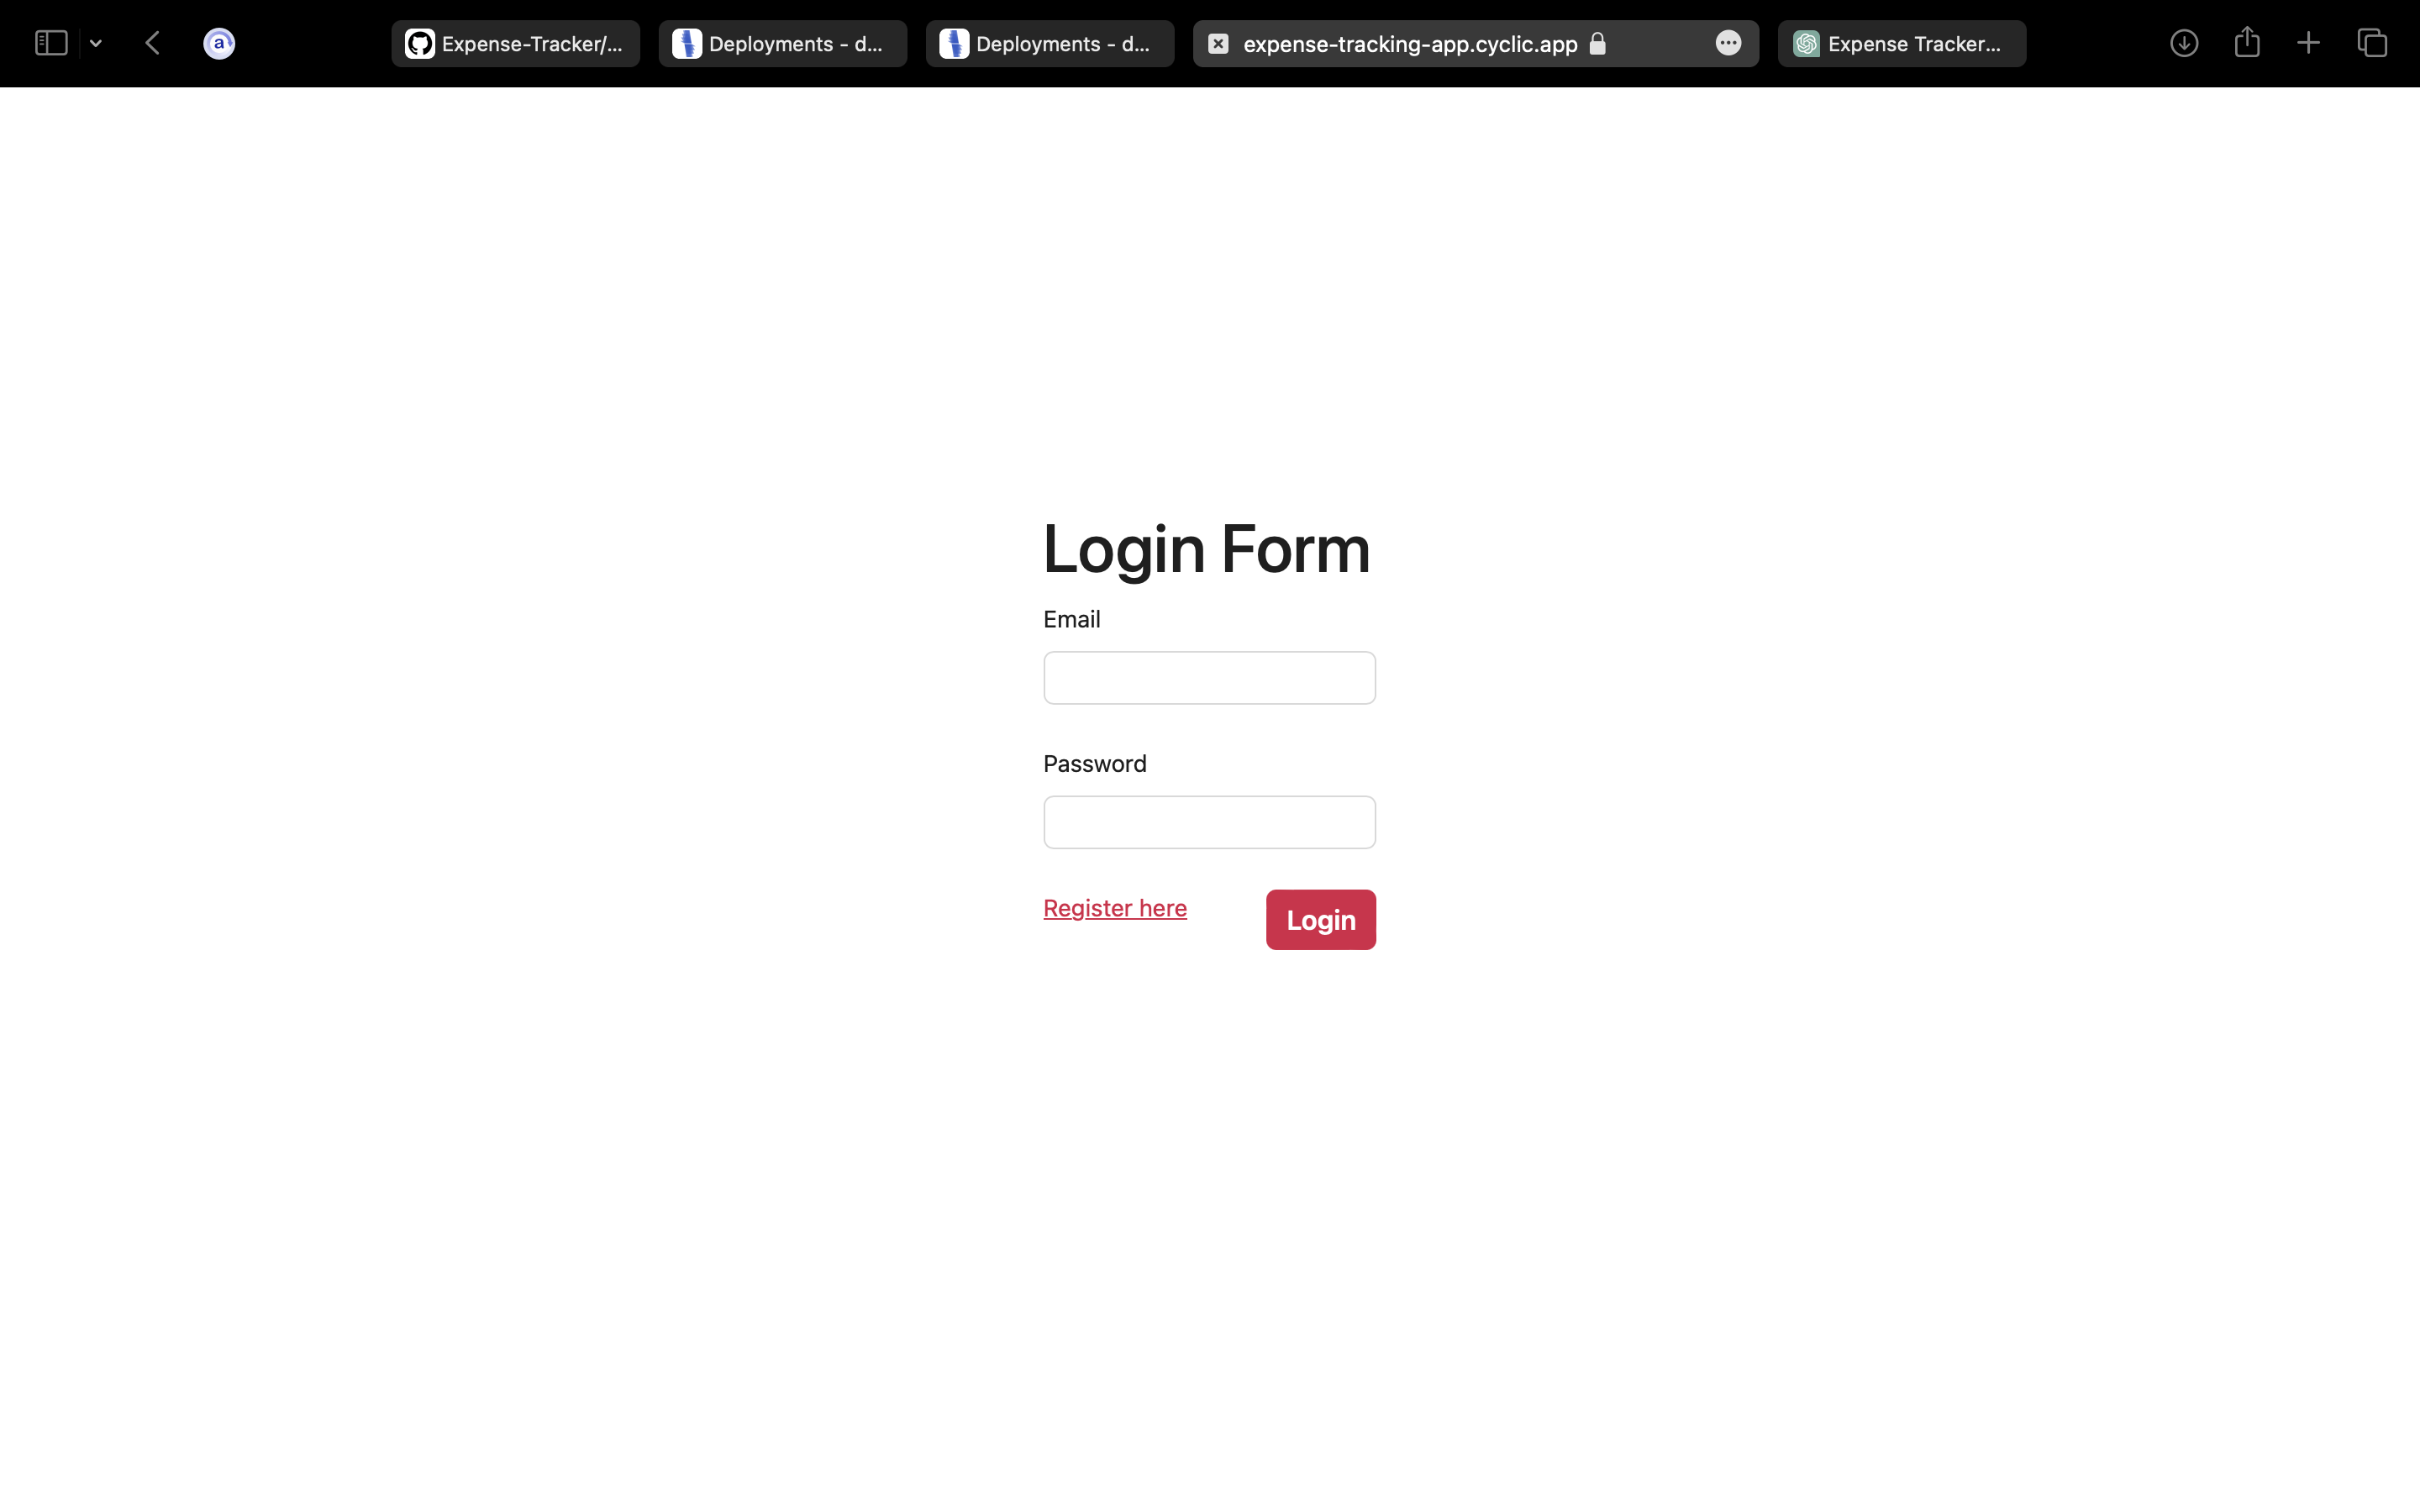 Expense-Tracker/...
Deployments - d...
Deployments - d...
expense-tracking-app.cyclic.app
Expense Tracker...
Login Form
Email
Password
Register here
Login